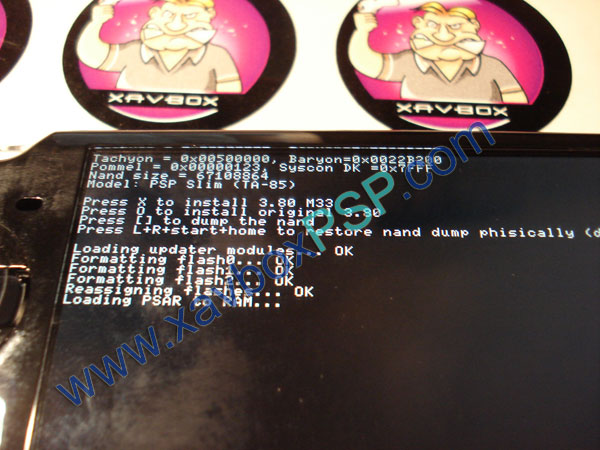 XAVBOX
XAVBOX
Tachyon = 0x00500000, Baryon=0x0022B200
Pommel = 0x00000123, Syscon DK =0x7FFF
Nand size = 67108864
Model: PSP Slim (TA-85)
Press X to install 3.80 M33
Press O to install original 3.80
Press [] to dump the nand
Press L+R+start+home to restore nand dump phisically (d
Loading updater modules... OK
Formatting flash0... OK
Formatting flash1... OK
Formatting flash2... OK
Reassigning flashes... OK
Loading PSAR to RAM...
www.xavboxPSP.com